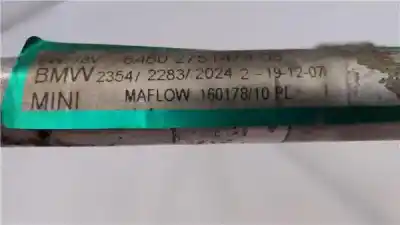 BMW 2354/ 2283/2024 2 - 19-12-07
MINI MAFLOW 160178/10 PL